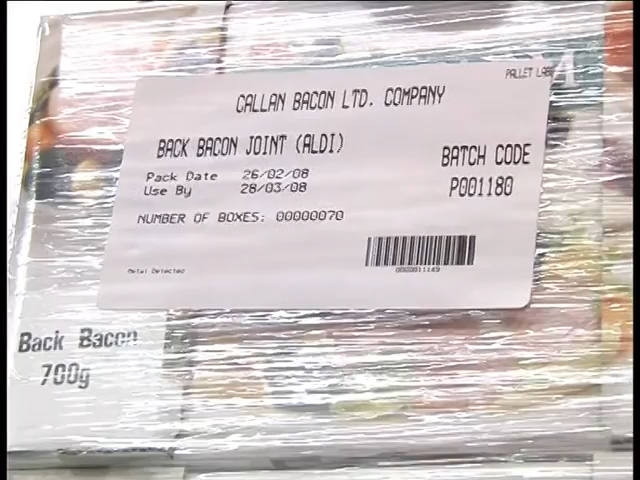 PALLET LABE
CALLAN BACON LTD. COMPANY
BACK BACON JOINT (ALDI)
BATCH CODE
P001180
Pack Date 26/02/08
Use By 28/03/08
NUMBER OF BOXES: 00000070
Metal Detected
Back Bacon
700g